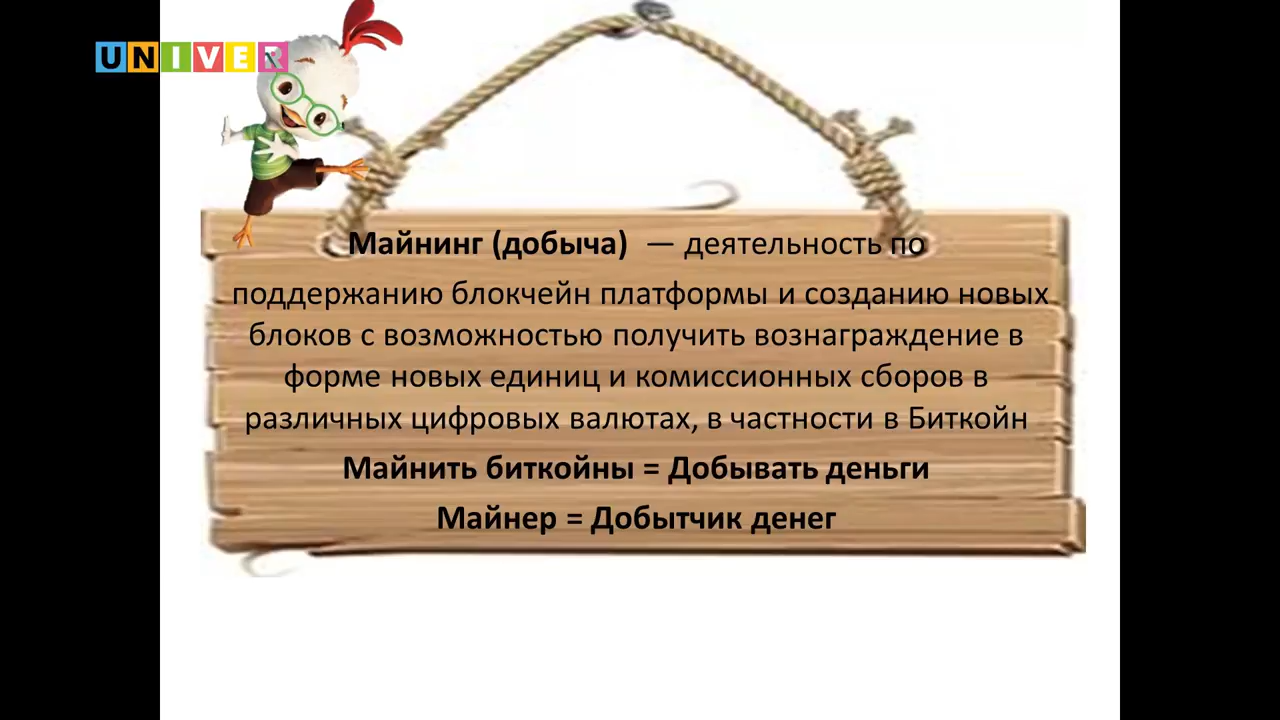 UNIVER
Майнинг (добыча) — деятельность по
поддержанию блокчейн платформы и созданию новых
блоков с возможностью получить вознаграждение в
форме новых единиц и комиссионных сборов в
различных цифровых валютах, в частности в Биткойн
Майнить биткойны = Добывать деньги
Майнер = Добытчик денег